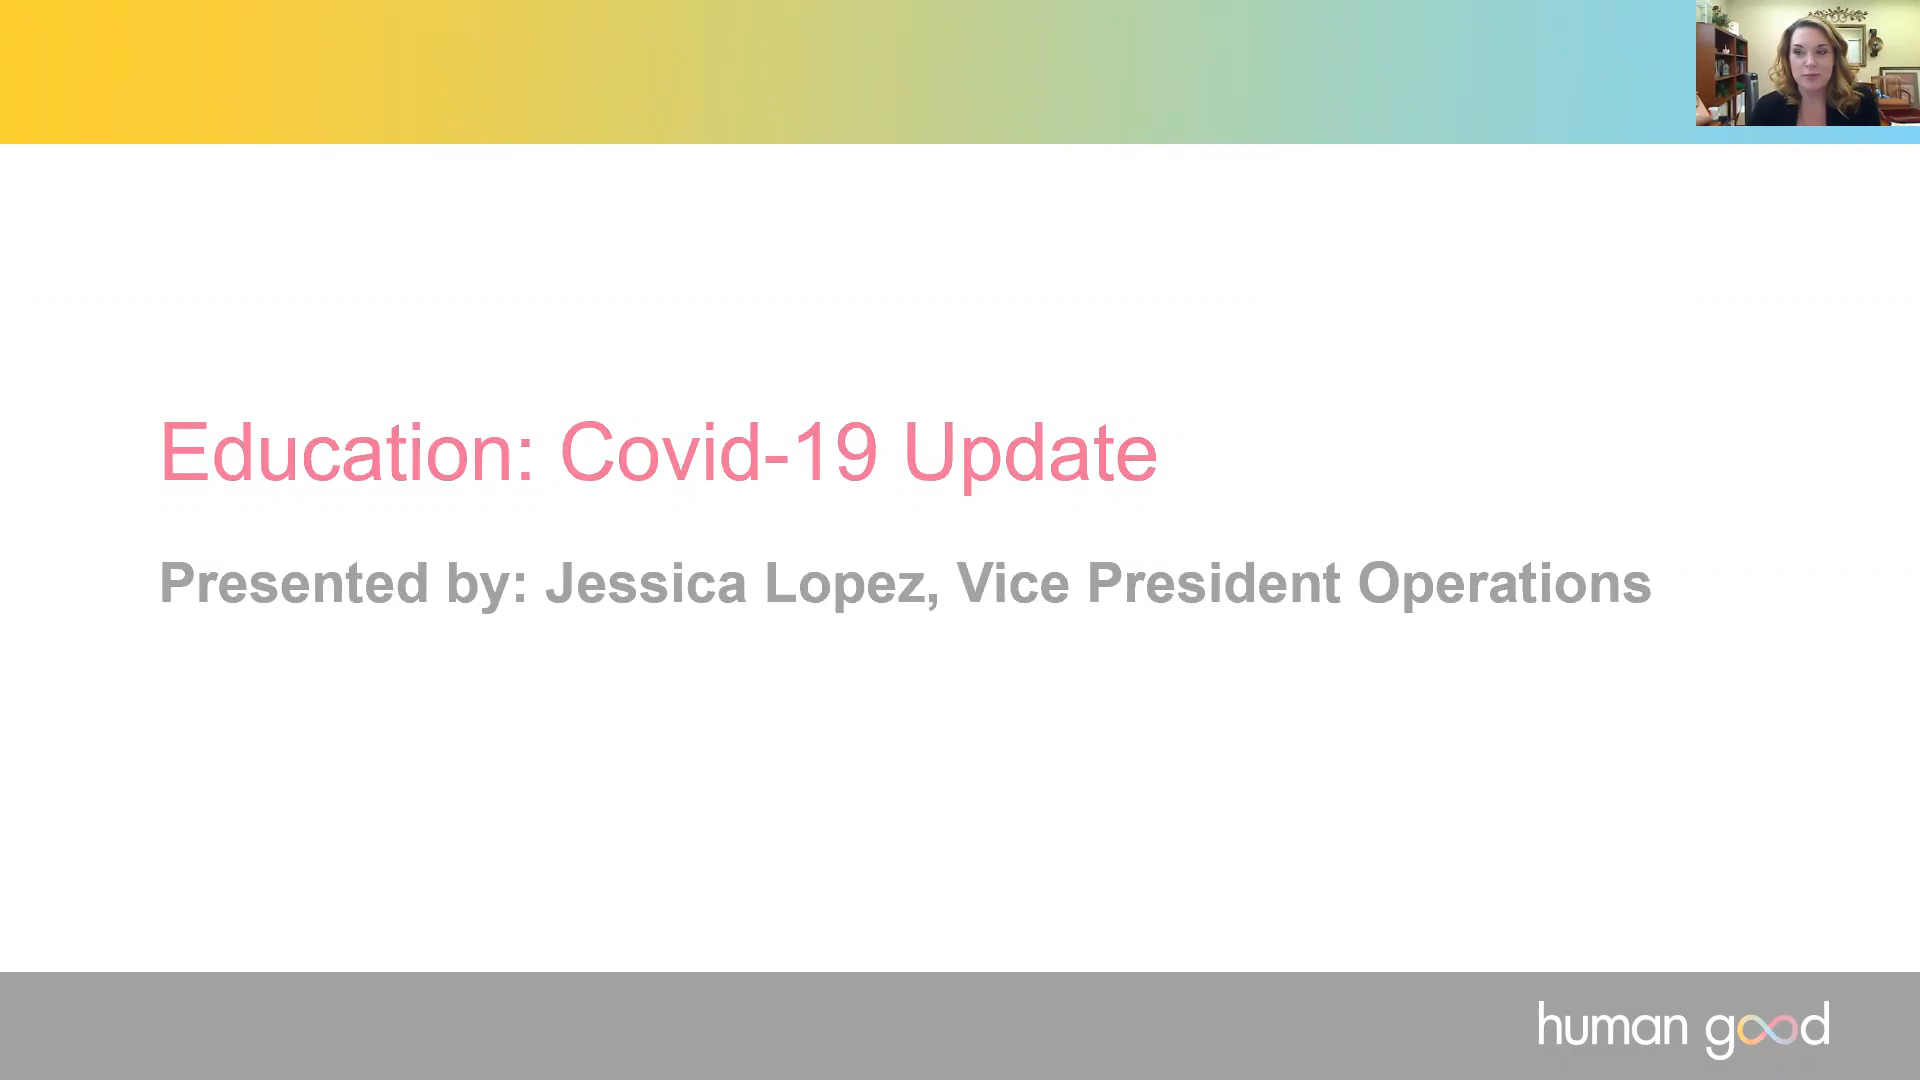 Education: Covid-19 Update
Presented by: Jessica Lopez, Vice President Operations
human good